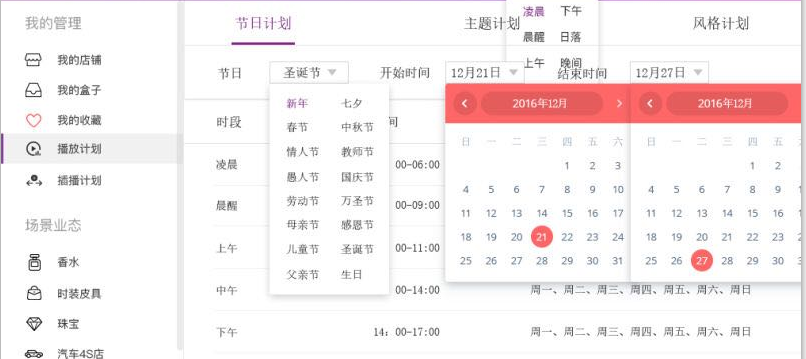 我的管理
我的店铺
我的盒子
我的收藏
播放计划
插播计划
场景业态
香水
时装皮具
珠宝
汽车4S店
节日计划 主题计划 风格计划
凌晨 下午
晨醒 日落
上午 晚间
节日 圣诞节 开始时间 12月21日 结束时间 12月27日
新年 七夕
春节 中秋节
情人节 教师节
愚人节 国庆节
劳动节 万圣节
母亲节 感恩节
儿童节 圣诞节
父亲节 生日
2016年12月
日 一 二 三 四 五 六
1 2 3
4 5 6 7 8 9 10
11 12 13 14 15 16 17
18 19 20 21 22 23 24
25 26 27 28 29 30 31
2016年12月
日 一 二 三 四 五
1 2
4 5 6 7 8 9
11 12 13 14 15 16
18 19 20 21 22 23
25 26 27 28 29 30
时段 间
凌晨 00-06:00
晨醒 00-09:00
上午 00-11:00
中午 00-14:00 周一、周二、周三、周四、周五、周六、周日
下午 14: 00-17:00 周一、周二、周三、周四、周五、周六、周日